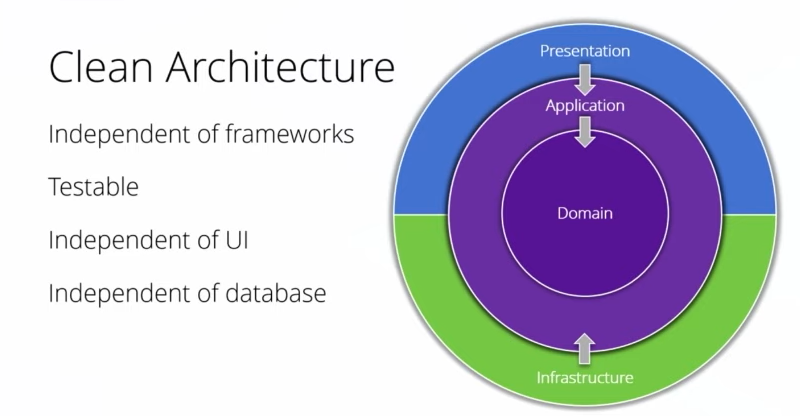 Clean Architecture
Independent of frameworks
Testable
Independent of UI
Independent of database
Presentation
Application
Domain
Infrastructure